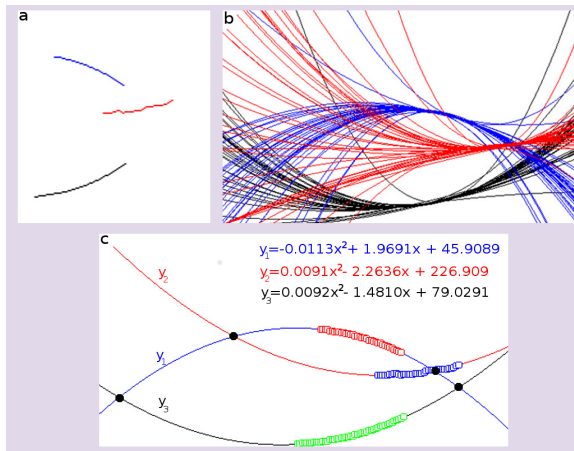 a
b
c
y₁=-0.0113x²+ 1.9691x + 45.9089
y₂=0.0091x²- 2.2636x + 226.909
y₃=0.0092x²- 1.4810x + 79.0291
y₂
y₁
y₃